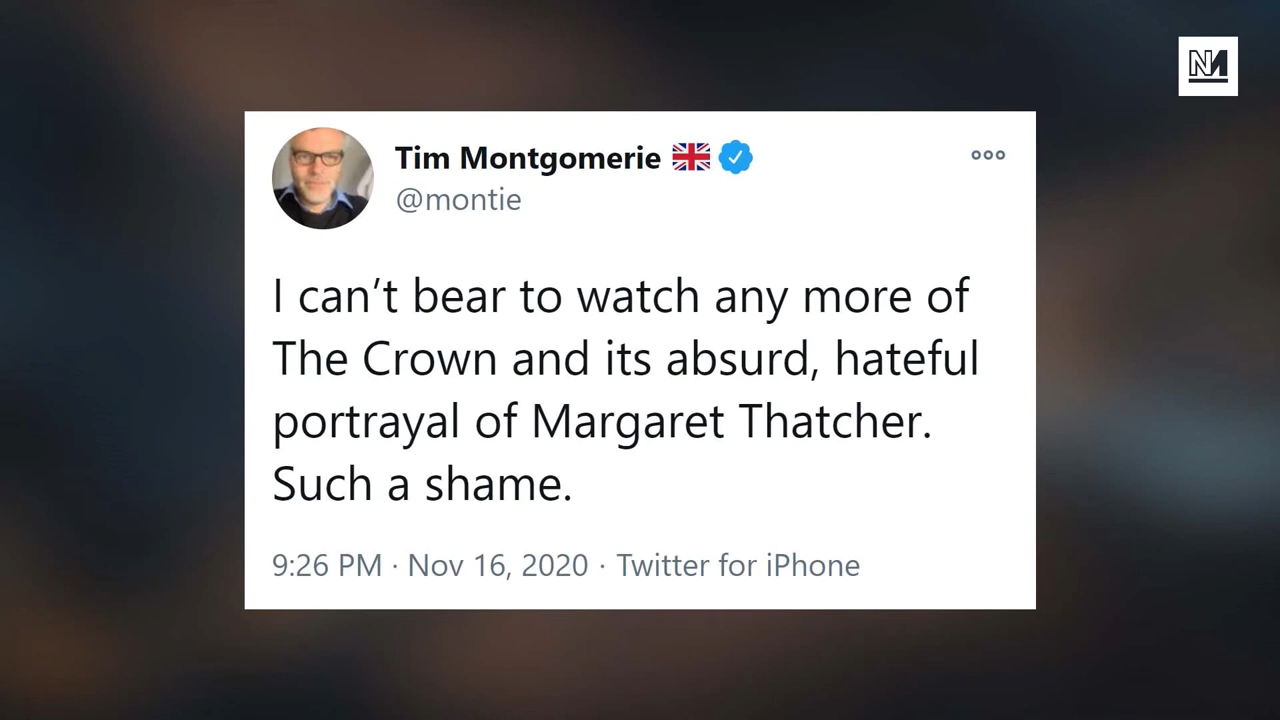 NM
Tim Montgomerie
@montie
I can’t bear to watch any more of
The Crown and its absurd, hateful
portrayal of Margaret Thatcher.
Such a shame.
9:26 PM · Nov 16, 2020 · Twitter for iPhone